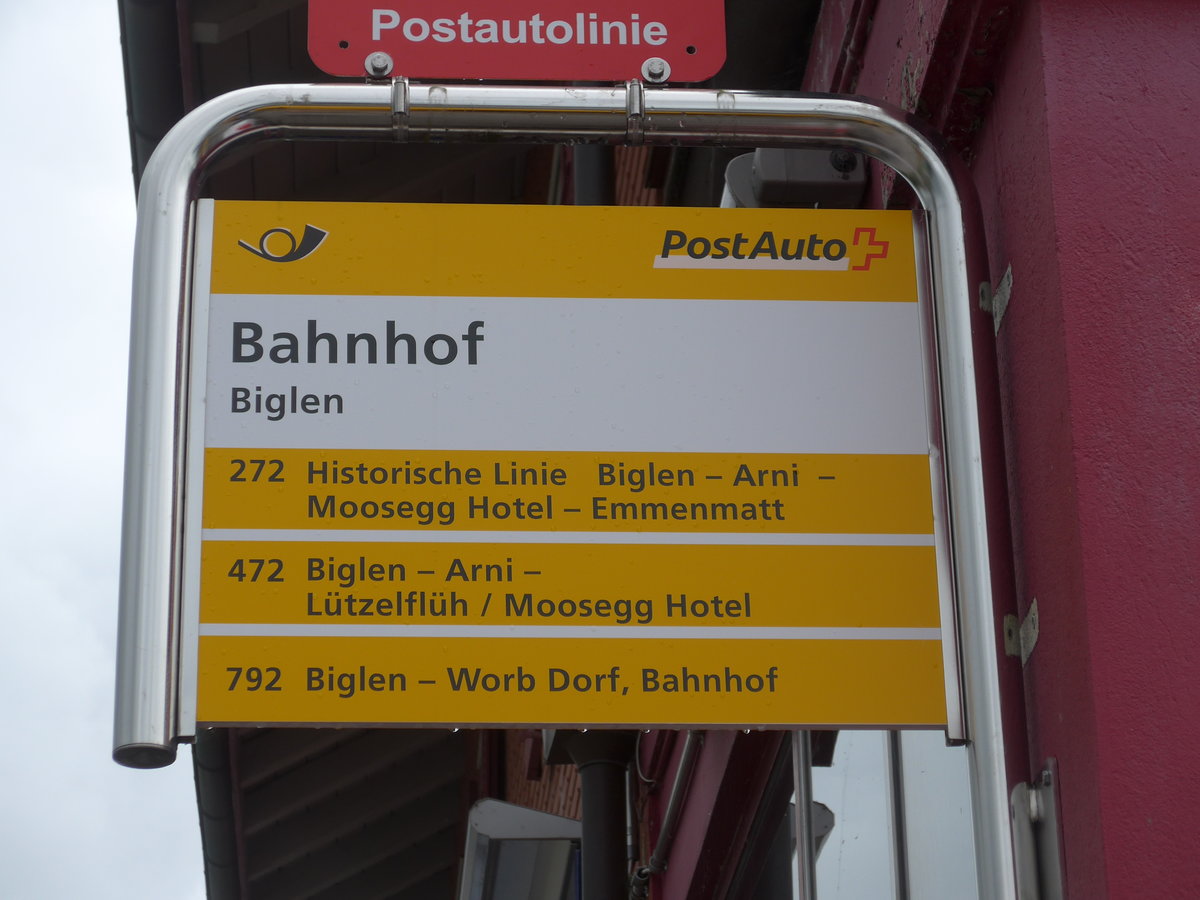 Postautolinie
PostAuto
Bahnhof
Biglen
272 Historische Linie Biglen – Arni –
Moosegg Hotel – Emmenmatt
472 Biglen – Arni –
Lützelflüh / Moosegg Hotel
792 Biglen – Worb Dorf, Bahnhof